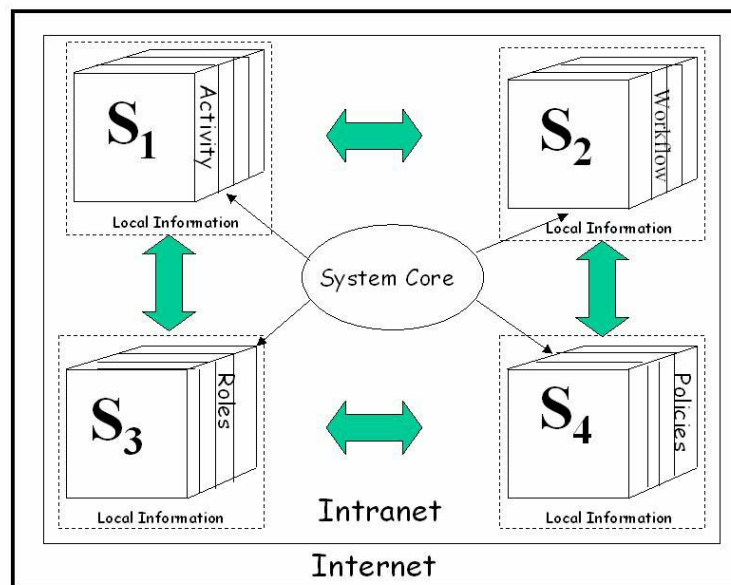 S1
Activity
Local Information
S2
Workflow
Local Information
System Core
S3
Roles
Local Information
S4
Policies
Local Information
Intranet
Internet